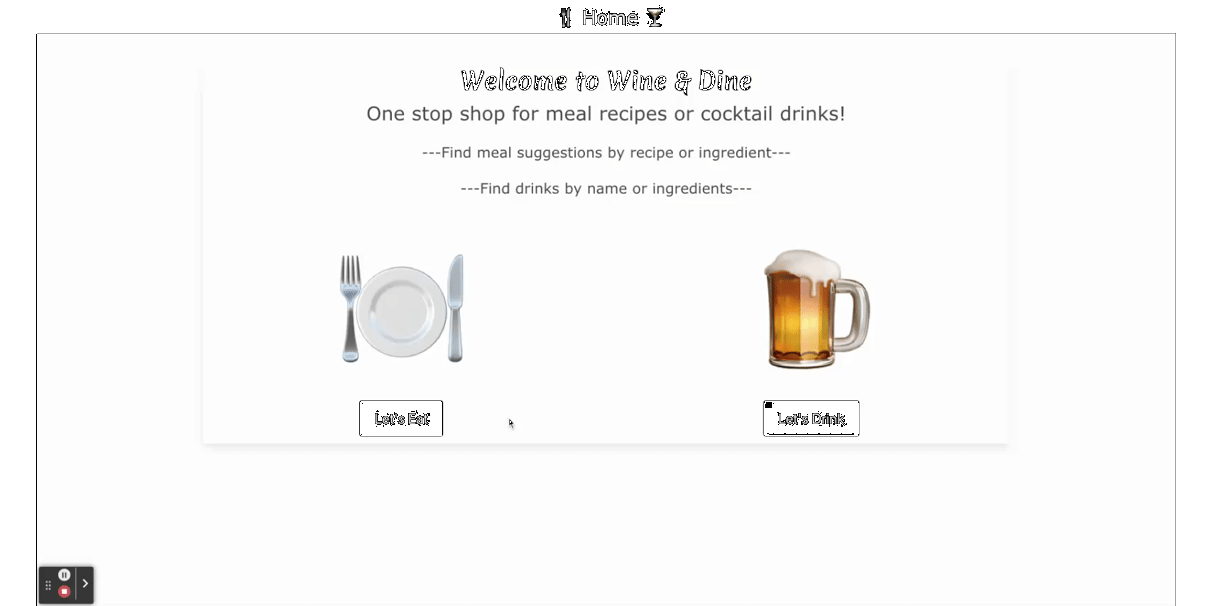 Home
Welcome to Wine & Dine
One stop shop for meal recipes or cocktail drinks!
---Find meal suggestions by recipe or ingredient---
---Find drinks by name or ingredients---
Let's Eat
Let's Drink